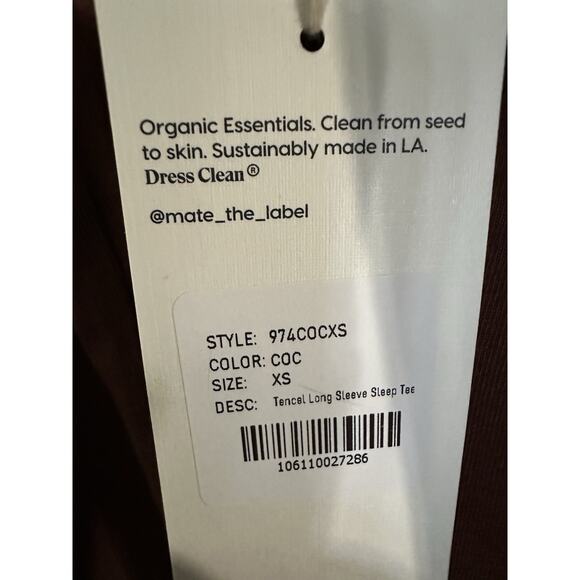 Organic Essentials. Clean from seed
to skin. Sustainably made in LA.
Dress Clean®
@mate_the_label
STYLE: 974COCXS
COLOR: COC
SIZE: XS
DESC: Tencel Long Sleeve Sleep Tee
106110027286